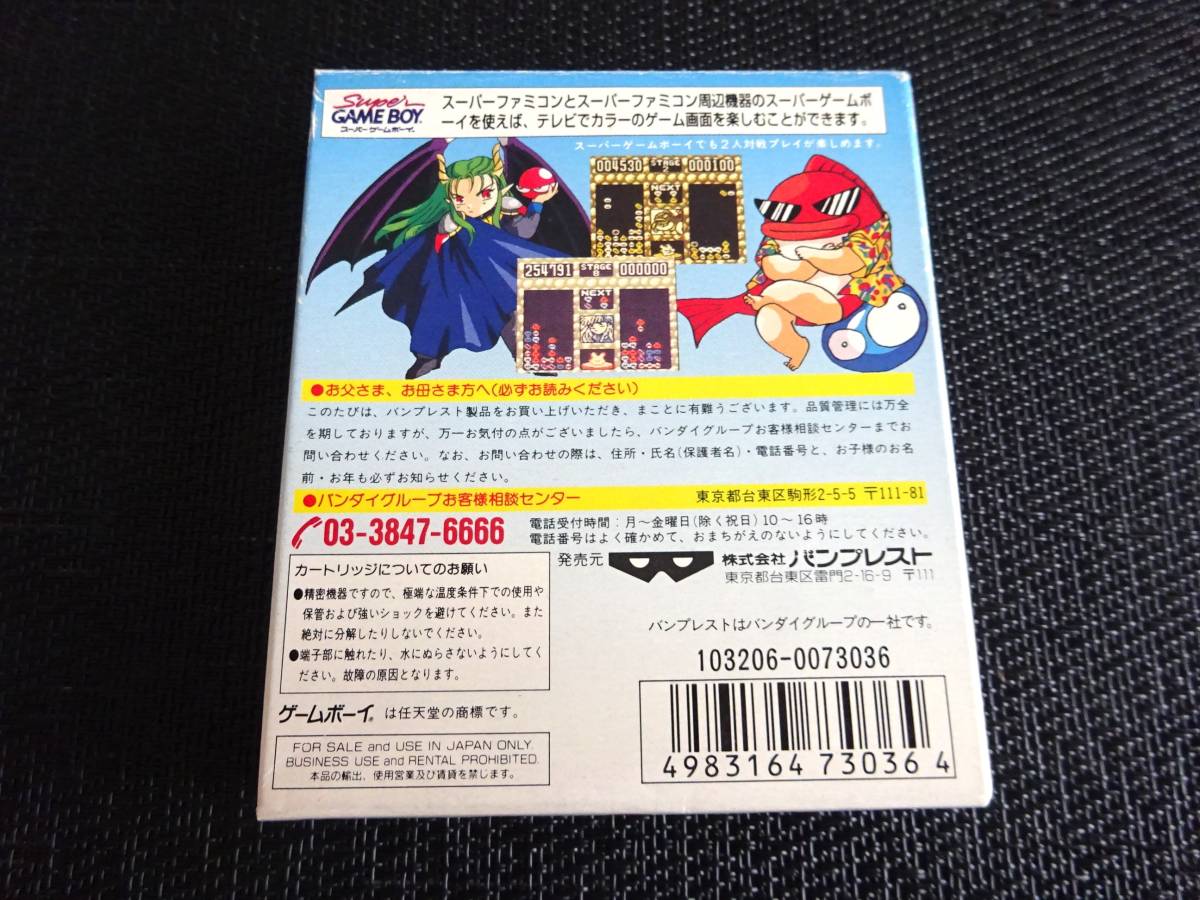 Super
GAME BOY
スーパーゲームボーイ
スーパーファミコンとスーパーファミコン周辺機器のスーパーゲームボ
ーイを使えば、テレビでカラーのゲーム画面を楽しむことができます。
スーパーゲームボーイでも2人対戦プレイが楽しめます。
004530 STAGE 2 000100
NEXT
254791 STAGE 8 000000
NEXT
●お父さま、お母さま方へ(必ずお読みください)
このたびは、バンプレスト製品をお買い上げいただき、まことに有難うございます。品質管理には万全
を期しておりますが、万一お気付の点がございましたら、バンダイグループお客様相談センターまでお
問い合わせください。なお、お問い合わせの際は、住所・氏名(保護者名)・電話番号と、お子様のお名
前・お年も必ずお知らせください。
●バンダイグループお客様相談センター 東京都台東区駒形2-5-5 〒111-81
03-3847-6666
電話受付時間:月〜金曜日(除く祝日)10〜16時
電話番号はよく確かめて、おまちがえのないようにしてください。
カートリッジについてのお願い
●精密機器ですので、極端な温度条件下での使用や
保管および強いショックを避けてください。また
絶対に分解したりしないでください。
●端子部に触れたり、水にぬらさないようにしてく
ださい。故障の原因となります。
発売元 株式会社 バンプレスト
東京都台東区雷門2-16-9 〒111
バンプレストはバンダイグループの一社です。
103206-0073036
4983164730364
ゲームボーイ は任天堂の商標です。
FOR SALE and USE IN JAPAN ONLY.
BUSINESS USE and RENTAL PROHIBITED.
本品の輸出、使用営業及び賃貸を禁じます。